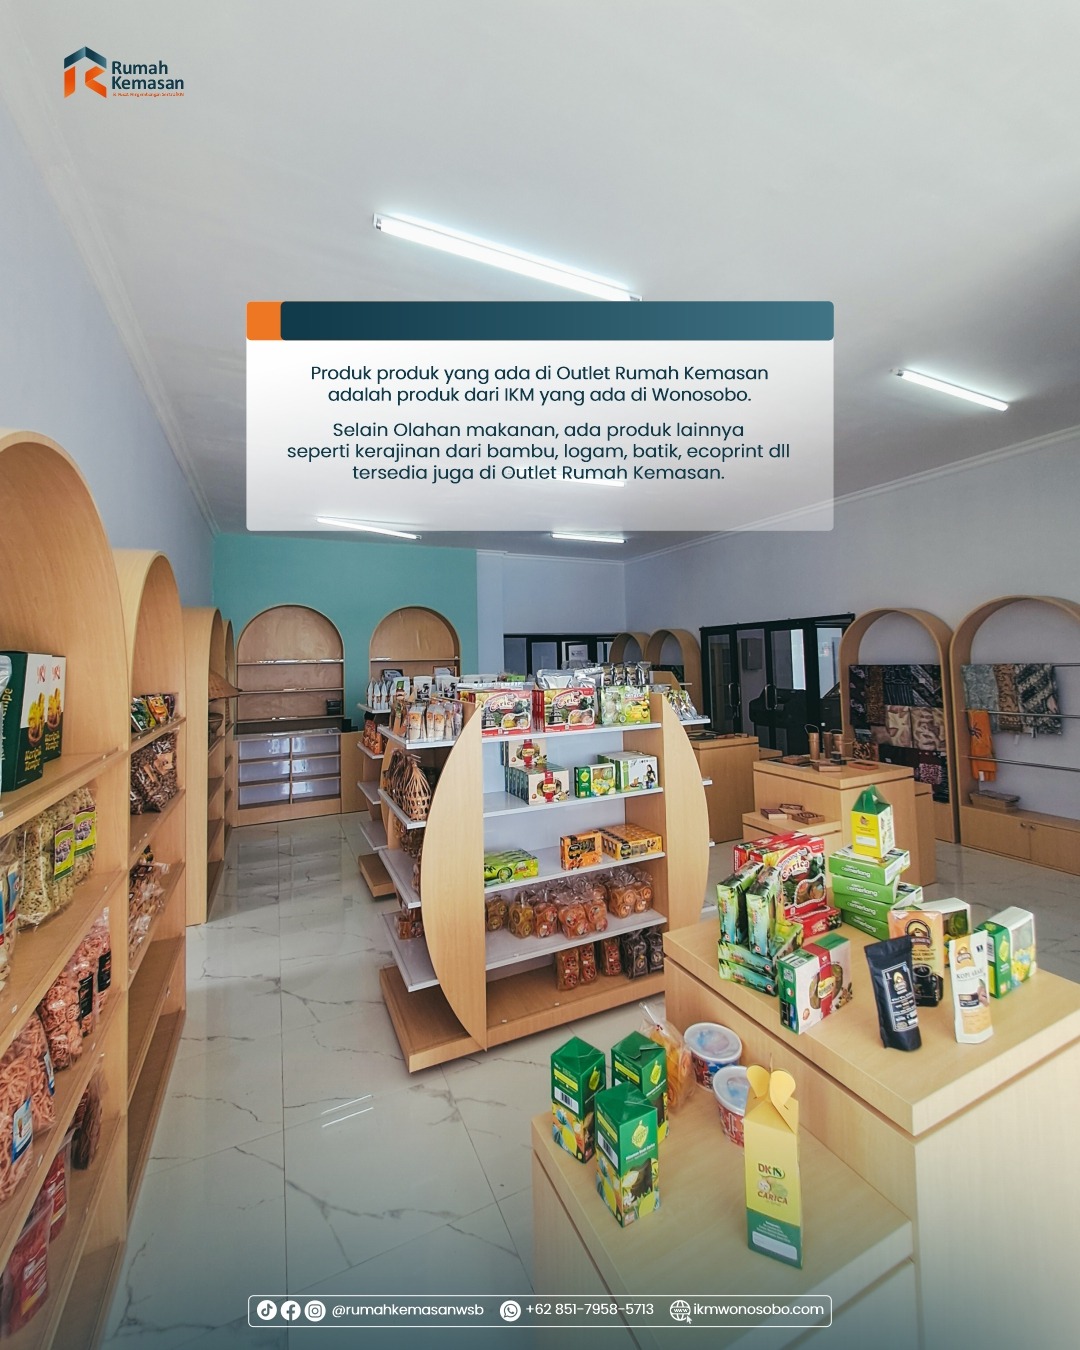 Rumah
Kemasan
Produk produk yang ada di Outlet Rumah Kemasan
adalah produk dari IKM yang ada di Wonosobo.
Selain Olahan makanan, ada produk lainnya
seperti kerajinan dari bambu, logam, batik, ecoprint dll
tersedia juga di Outlet Rumah Kemasan.
DKN
CARICA
@rumahkemasanwsb
+62 851-7958-5713
ikmwonosobo.com